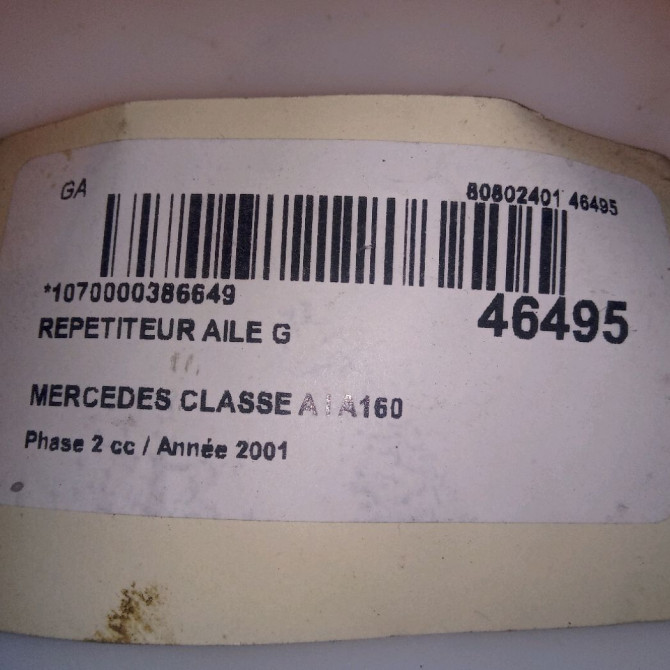 GA
80802401 46495
*1070000386649
46495
REPETITEUR AILE G
MERCEDES CLASSE A I A160
Phase 2 cc / Année 2001